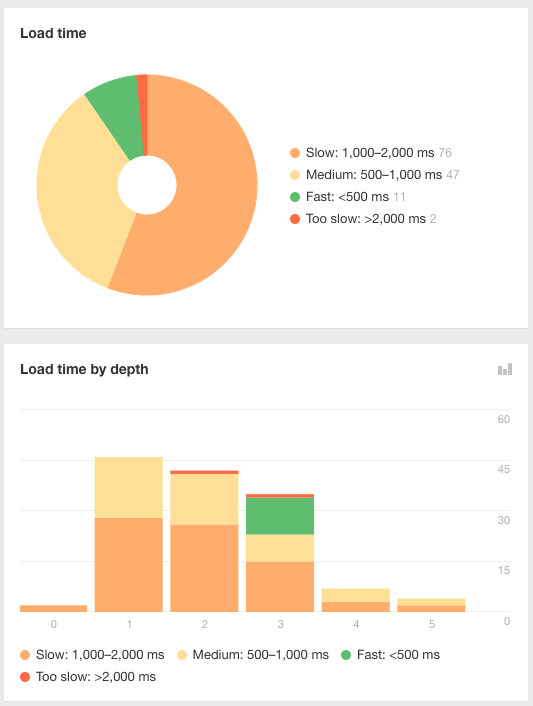 Load time
Slow: 1,000–2,000 ms 76
Medium: 500–1,000 ms 47
Fast: <500 ms 11
Too slow: >2,000 ms 2
Load time by depth
60
45
30
15
0
0 1 2 3 4 5
Slow: 1,000–2,000 ms Medium: 500–1,000 ms Fast: <500 ms
Too slow: >2,000 ms